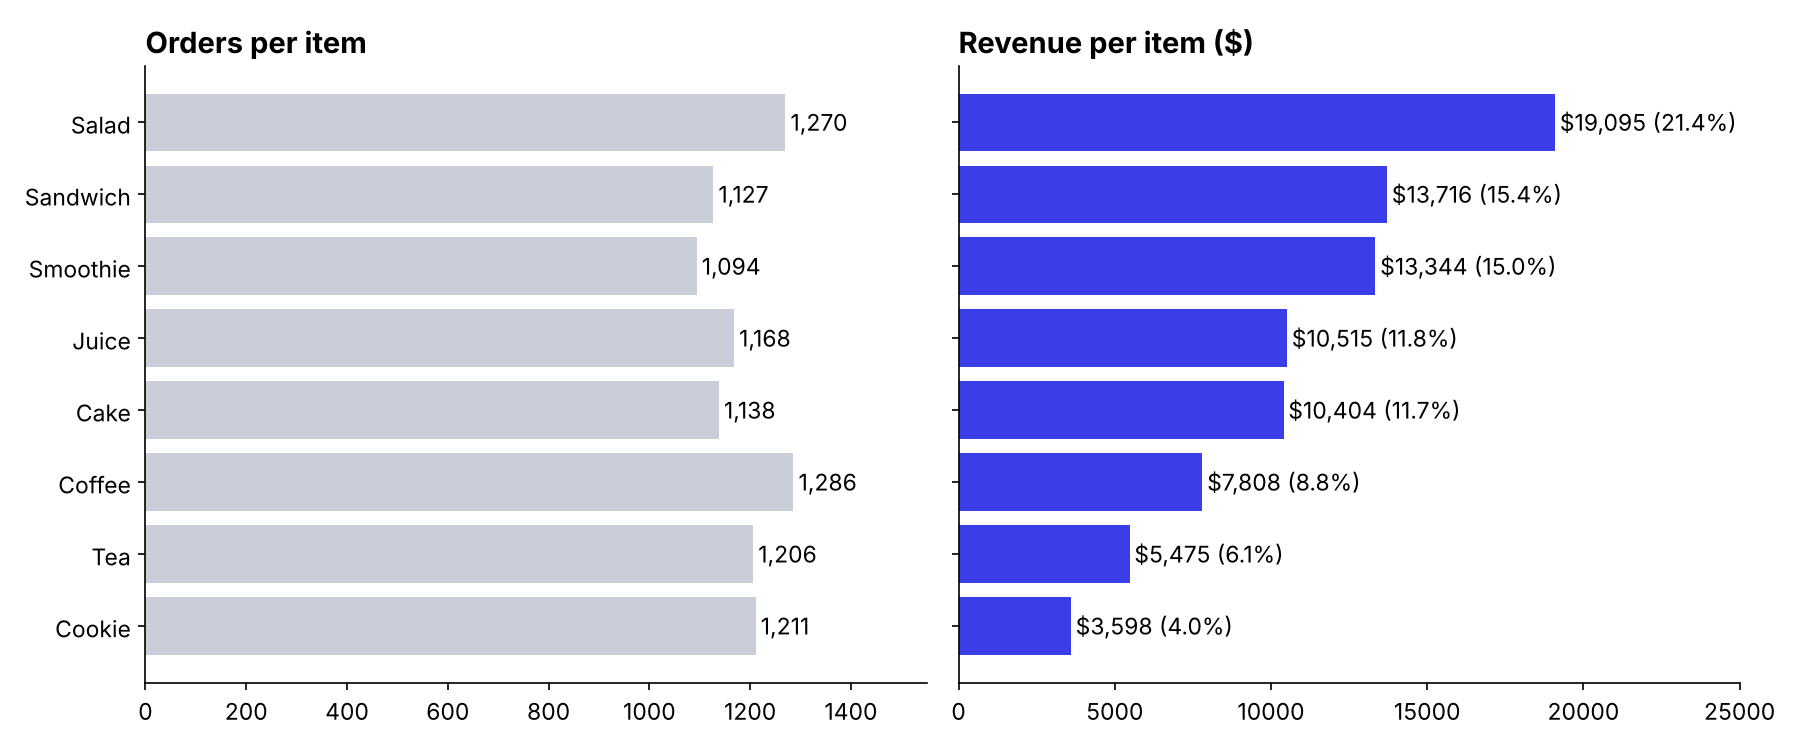 Orders per item
Salad 1,270
Sandwich 1,127
Smoothie 1,094
Juice 1,168
Cake 1,138
Coffee 1,286
Tea 1,206
Cookie 1,211
0 200 400 600 800 1000 1200 1400
Revenue per item ($)
$19,095 (21.4%)
$13,716 (15.4%)
$13,344 (15.0%)
$10,515 (11.8%)
$10,404 (11.7%)
$7,808 (8.8%)
$5,475 (6.1%)
$3,598 (4.0%)
0 5000 10000 15000 20000 25000